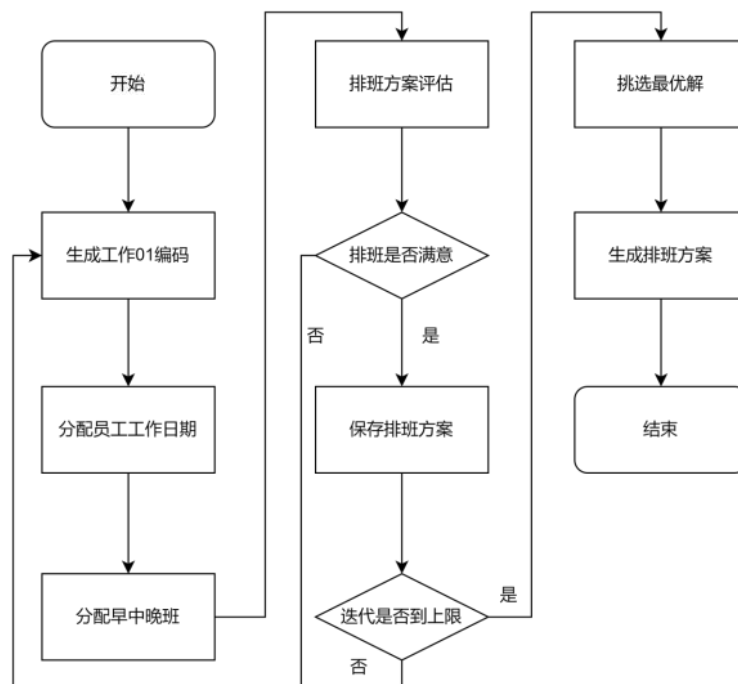 开始
生成工作01编码
分配员工工作日期
分配早中晚班
排班方案评估
排班是否满意
否
是
保存排班方案
迭代是否到上限
否
是
挑选最优解
生成排班方案
结束